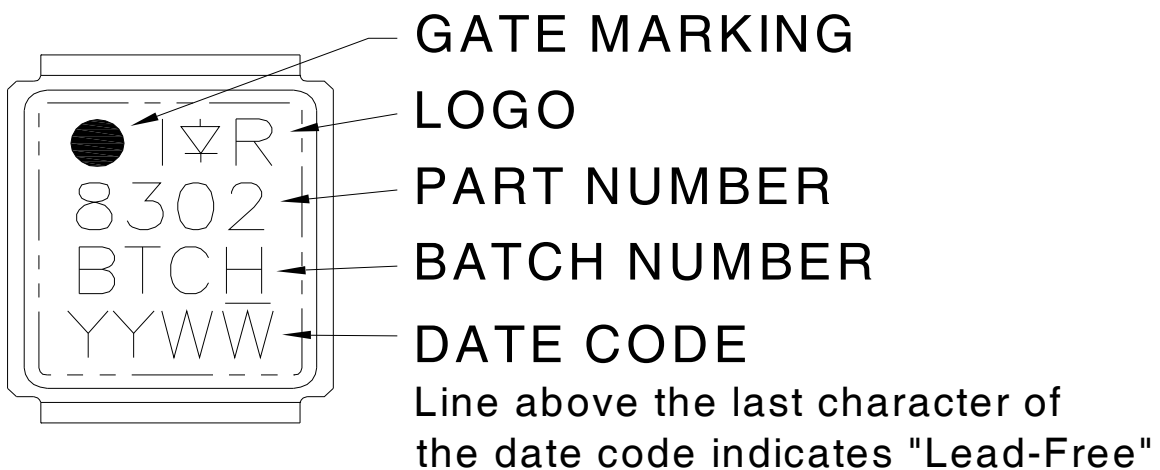 GATE MARKING
I R
LOGO
8302
PART NUMBER
BTCH
BATCH NUMBER
YYWW
DATE CODE
Line above the last character of
the date code indicates "Lead-Free"